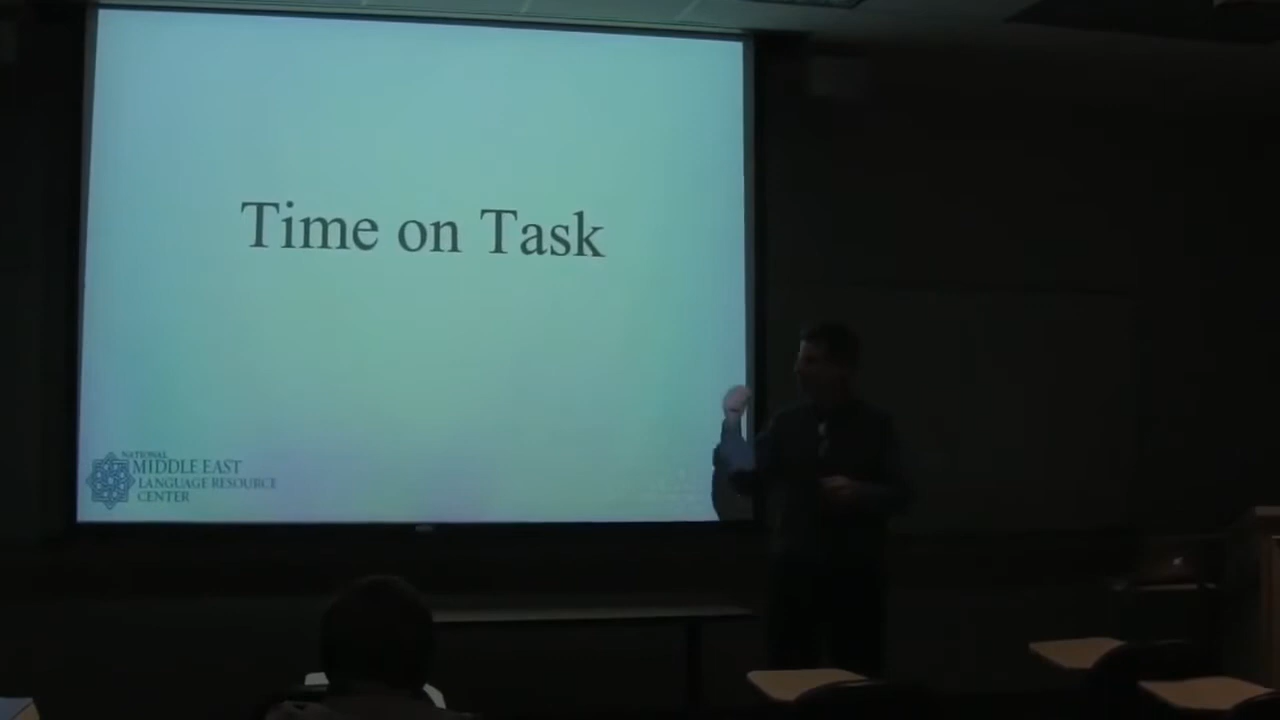 Time on Task
NATIONAL
MIDDLE EAST
LANGUAGE RESOURCE
CENTER